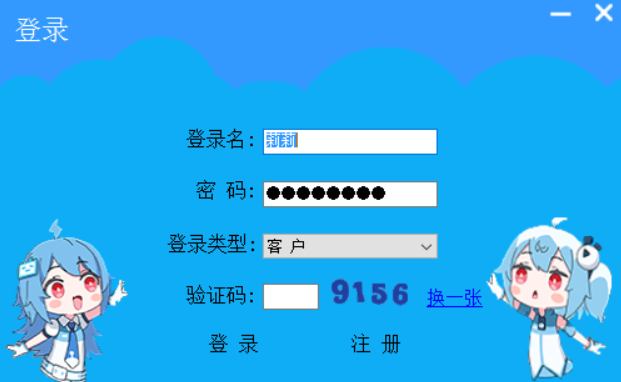 登录
登录名:
密 码: ●●●●●●●●
登录类型: 客 户
验证码: 9156 换一张
登 录 注 册